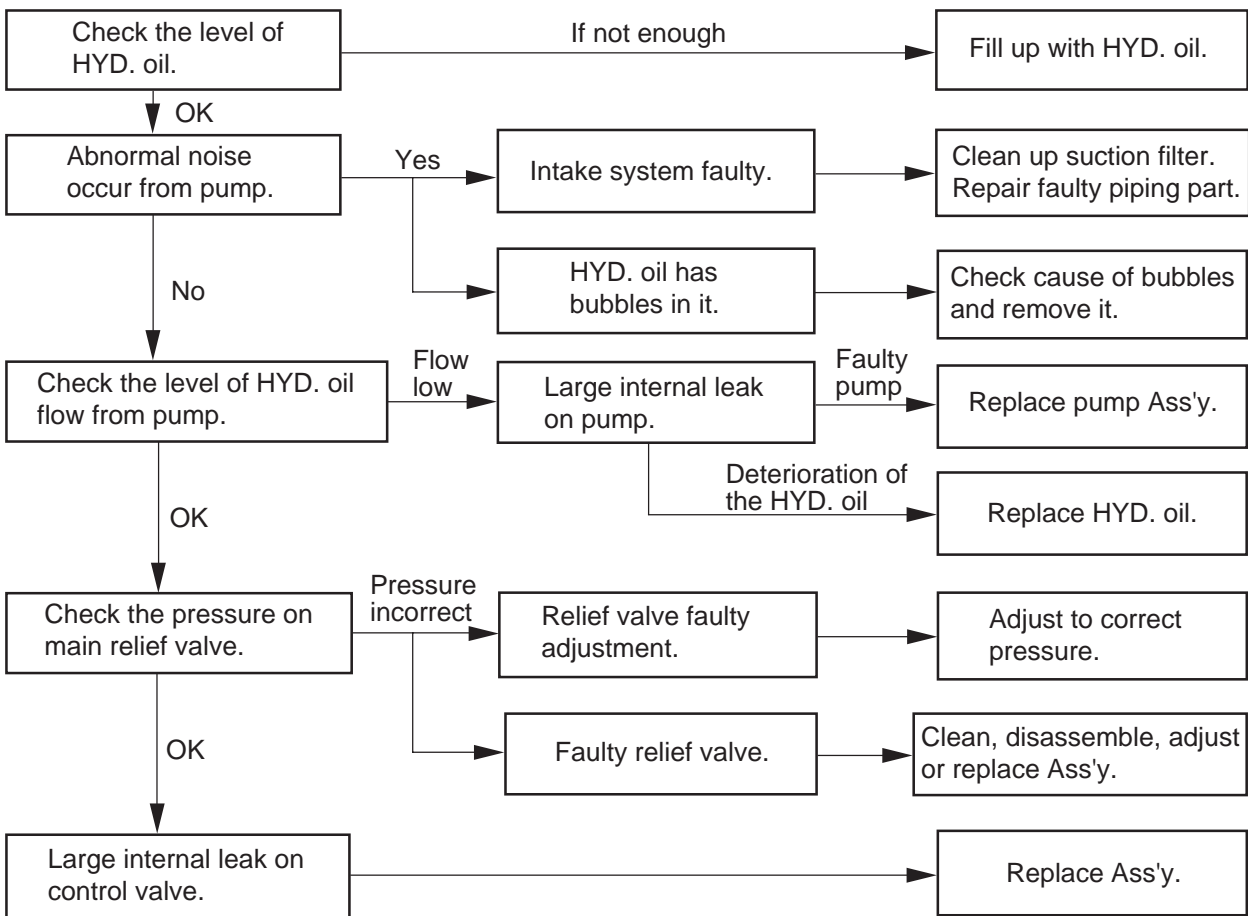 Check the level of
HYD. oil.
If not enough
Fill up with HYD. oil.
OK
Abnormal noise
occur from pump.
Yes
Intake system faulty.
Clean up suction filter.
Repair faulty piping part.
HYD. oil has
bubbles in it.
Check cause of bubbles
and remove it.
No
Check the level of HYD. oil
flow from pump.
Flow
low
Large internal leak
on pump.
Faulty
pump
Replace pump Ass'y.
Deterioration of
the HYD. oil
Replace HYD. oil.
OK
Check the pressure on
main relief valve.
Pressure
incorrect
Relief valve faulty
adjustment.
Adjust to correct
pressure.
Faulty relief valve.
Clean, disassemble, adjust
or replace Ass'y.
OK
Large internal leak on
control valve.
Replace Ass'y.